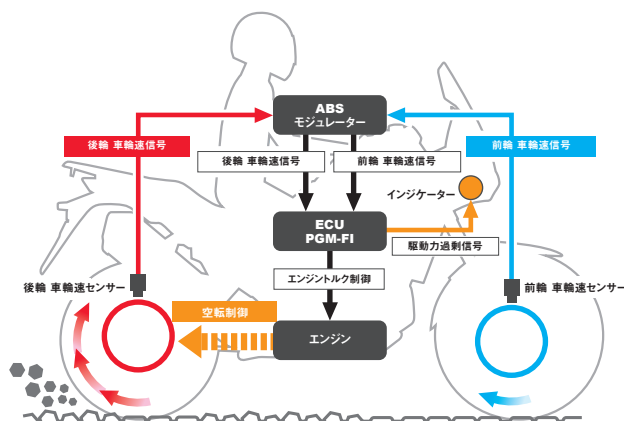 ABS
モジュレーター
後輪 車輪速信号
後輪 車輪速信号
前輪 車輪速信号
前輪 車輪速信号
インジケーター
ECU
PGM-FI
駆動力過剰信号
エンジントルク制御
後輪 車輪速センサー
前輪 車輪速センサー
空転制御
エンジン